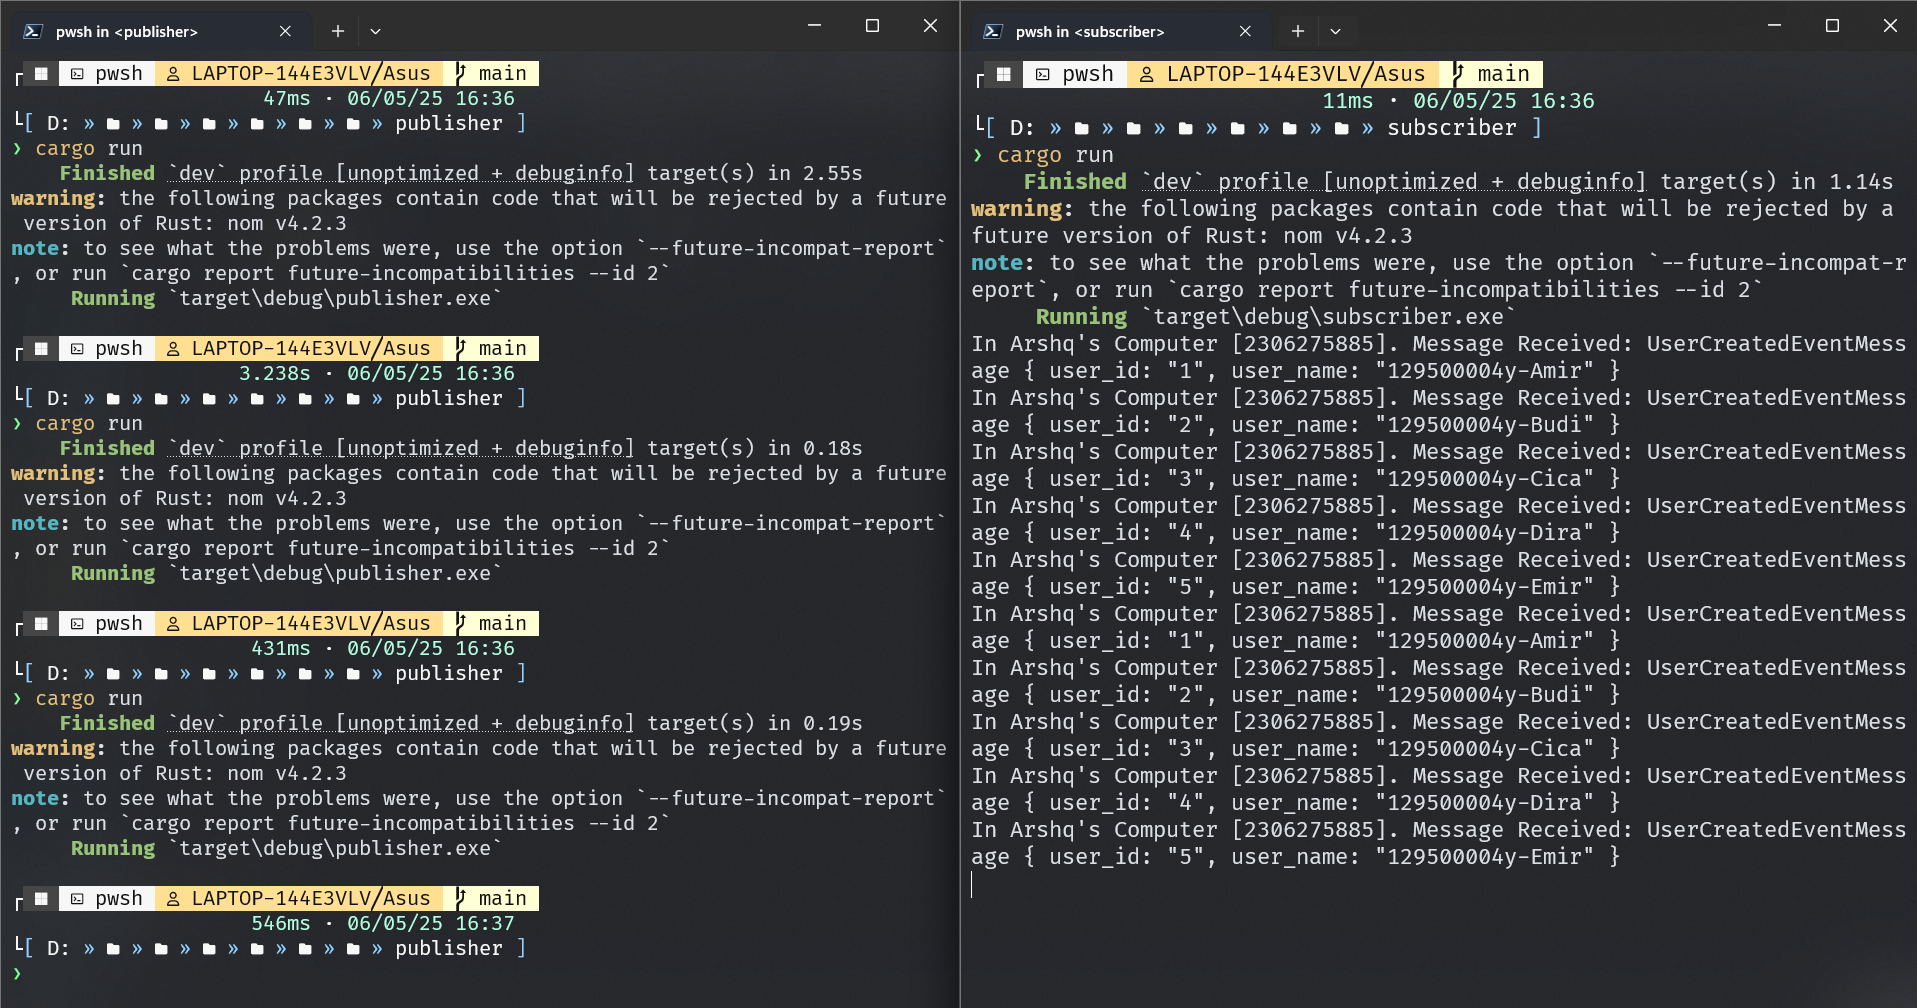 pwsh in <publisher>
pwsh LAPTOP-144E3VLV/Asus main
47ms · 06/05/25 16:36
[ D: » » » » » » » publisher ]
❯ cargo run
Finished `dev` profile [unoptimized + debuginfo] target(s) in 2.55s
warning: the following packages contain code that will be rejected by a future
version of Rust: nom v4.2.3
note: to see what the problems were, use the option `--future-incompat-report`
, or run `cargo report future-incompatibilities --id 2`
Running `target\debug\publisher.exe`
pwsh LAPTOP-144E3VLV/Asus main
3.238s · 06/05/25 16:36
[ D: » » » » » » » publisher ]
❯ cargo run
Finished `dev` profile [unoptimized + debuginfo] target(s) in 0.18s
warning: the following packages contain code that will be rejected by a future
version of Rust: nom v4.2.3
note: to see what the problems were, use the option `--future-incompat-report`
, or run `cargo report future-incompatibilities --id 2`
Running `target\debug\publisher.exe`
pwsh LAPTOP-144E3VLV/Asus main
431ms · 06/05/25 16:36
[ D: » » » » » » » publisher ]
❯ cargo run
Finished `dev` profile [unoptimized + debuginfo] target(s) in 0.19s
warning: the following packages contain code that will be rejected by a future
version of Rust: nom v4.2.3
note: to see what the problems were, use the option `--future-incompat-report`
, or run `cargo report future-incompatibilities --id 2`
Running `target\debug\publisher.exe`
pwsh LAPTOP-144E3VLV/Asus main
546ms · 06/05/25 16:37
[ D: » » » » » » » publisher ]
❯
pwsh in <subscriber>
pwsh LAPTOP-144E3VLV/Asus main
11ms · 06/05/25 16:36
[ D: » » » » » » » subscriber ]
❯ cargo run
Finished `dev` profile [unoptimized + debuginfo] target(s) in 1.14s
warning: the following packages contain code that will be rejected by a
future version of Rust: nom v4.2.3
note: to see what the problems were, use the option `--future-incompat-r
eport`, or run `cargo report future-incompatibilities --id 2`
Running `target\debug\subscriber.exe`
In Arshq's Computer [2306275885]. Message Received: UserCreatedEventMess
age { user_id: "1", user_name: "129500004y-Amir" }
In Arshq's Computer [2306275885]. Message Received: UserCreatedEventMess
age { user_id: "2", user_name: "129500004y-Budi" }
In Arshq's Computer [2306275885]. Message Received: UserCreatedEventMess
age { user_id: "3", user_name: "129500004y-Cica" }
In Arshq's Computer [2306275885]. Message Received: UserCreatedEventMess
age { user_id: "4", user_name: "129500004y-Dira" }
In Arshq's Computer [2306275885]. Message Received: UserCreatedEventMess
age { user_id: "5", user_name: "129500004y-Emir" }
In Arshq's Computer [2306275885]. Message Received: UserCreatedEventMess
age { user_id: "1", user_name: "129500004y-Amir" }
In Arshq's Computer [2306275885]. Message Received: UserCreatedEventMess
age { user_id: "2", user_name: "129500004y-Budi" }
In Arshq's Computer [2306275885]. Message Received: UserCreatedEventMess
age { user_id: "3", user_name: "129500004y-Cica" }
In Arshq's Computer [2306275885]. Message Received: UserCreatedEventMess
age { user_id: "4", user_name: "129500004y-Dira" }
In Arshq's Computer [2306275885]. Message Received: UserCreatedEventMess
age { user_id: "5", user_name: "129500004y-Emir" }